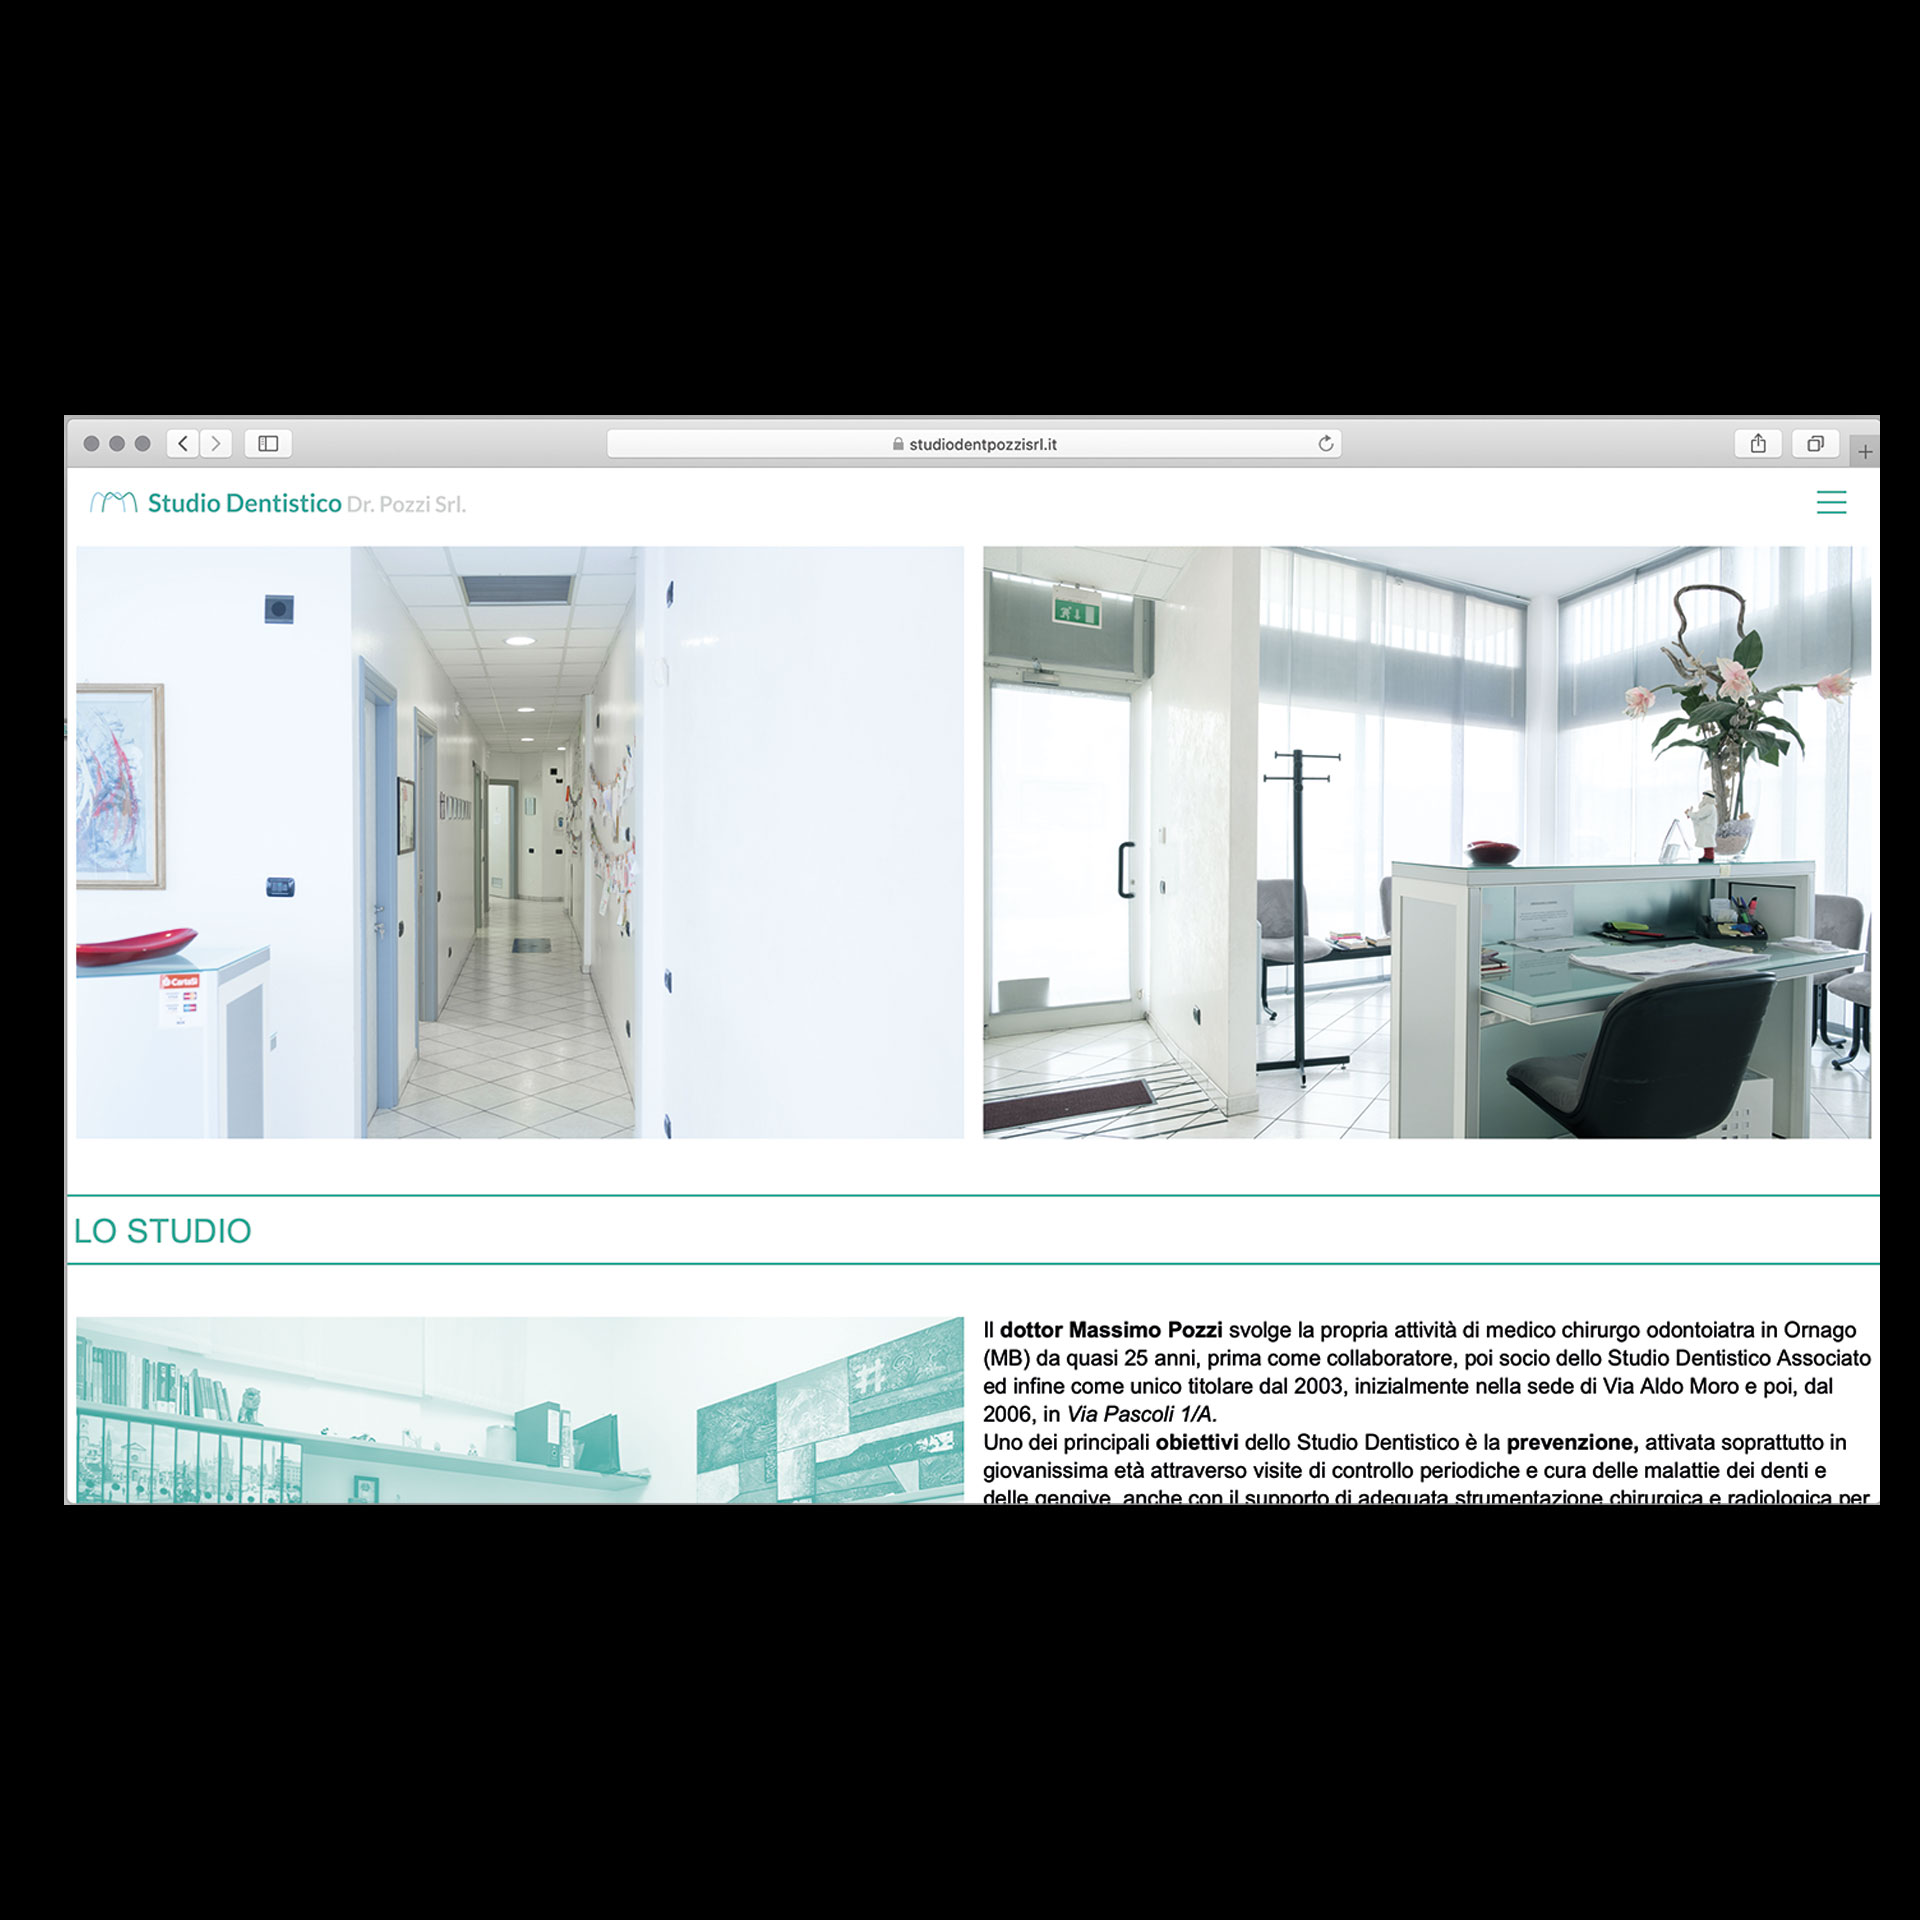 studiodentpozzisrl.it
Studio Dentistico Dr. Pozzi Srl.
CartaSi
LO STUDIO
#
Il dottor Massimo Pozzi svolge la propria attività di medico chirurgo odontoiatra in Ornago
(MB) da quasi 25 anni, prima come collaboratore, poi socio dello Studio Dentistico Associato
ed infine come unico titolare dal 2003, inizialmente nella sede di Via Aldo Moro e poi, dal
2006, in Via Pascoli 1/A.
Uno dei principali obiettivi dello Studio Dentistico è la prevenzione, attivata soprattutto in
giovanissima età attraverso visite di controllo periodiche e cura delle malattie dei denti e
delle gengive, anche con il supporto di adeguata strumentazione chirurgica e radiologica per